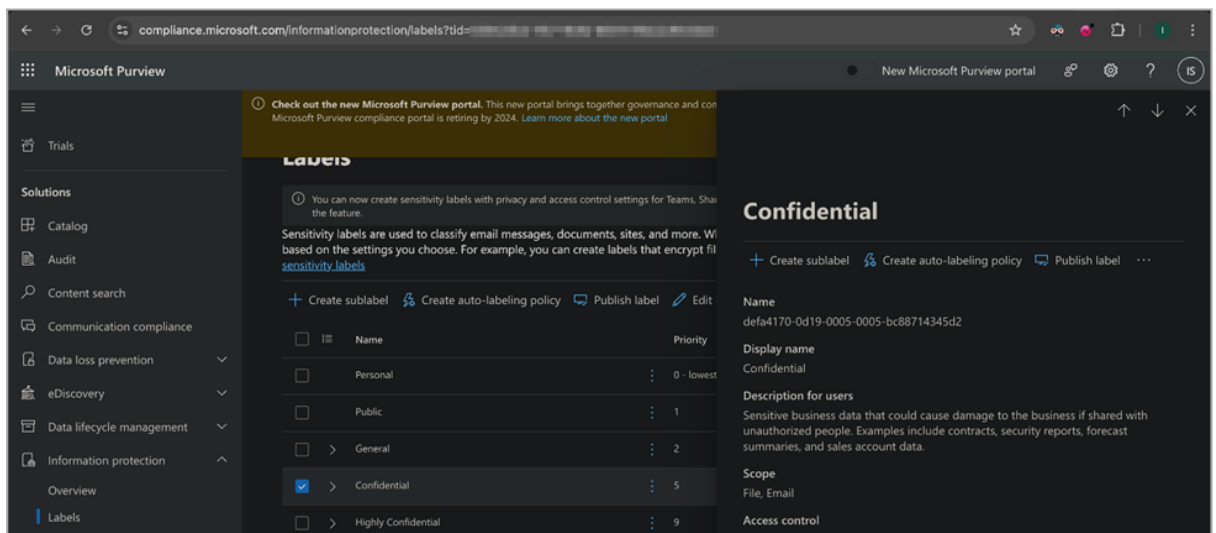 compliance.microsoft.com/informationprotection/labels?tid=
Microsoft Purview
New Microsoft Purview portal
?
IS
Check out the new Microsoft Purview portal. This new portal brings together governance and con
Microsoft Purview compliance portal is retiring by 2024. Learn more about the new portal
Trials
Solutions
Catalog
Audit
Content search
Communication compliance
Data loss prevention
eDiscovery
Data lifecycle management
Information protection
Overview
Labels
Labels
You can now create sensitivity labels with privacy and access control settings for Teams, Shar
the feature.
Sensitivity labels are used to classify email messages, documents, sites, and more. Wh
based on the settings you choose. For example, you can create labels that encrypt fil
sensitivity labels
+ Create sublabel Create auto-labeling policy Publish label Edit
Name Priority
Personal 0 - lowest
Public 1
General 2
Confidential 5
Highly Confidential 9
Confidential
+ Create sublabel Create auto-labeling policy Publish label ...
Name
defa4170-0d19-0005-0005-bc88714345d2
Display name
Confidential
Description for users
Sensitive business data that could cause damage to the business if shared with
unauthorized people. Examples include contracts, security reports, forecast
summaries, and sales account data.
Scope
File, Email
Access control